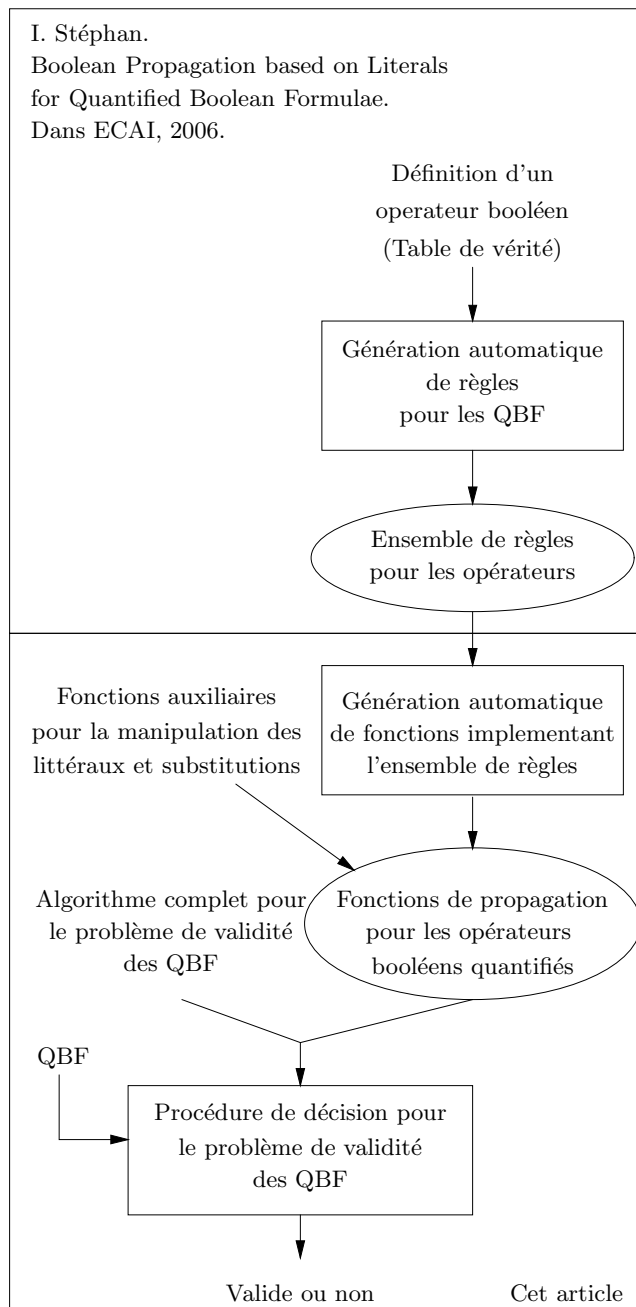 I. Stéphan.
Boolean Propagation based on Literals
for Quantified Boolean Formulae.
Dans ECAI, 2006.
Définition d'un
operateur booléen
(Table de vérité)
Génération automatique
de règles
pour les QBF
Ensemble de règles
pour les opérateurs
Fonctions auxiliaires
pour la manipulation des
littéraux et substitutions
Génération automatique
de fonctions implementant
l'ensemble de règles
Algorithme complet pour
le problème de validité
des QBF
Fonctions de propagation
pour les opérateurs
booléens quantifiés
QBF
Procédure de décision pour
le problème de validité
des QBF
Valide ou non
Cet article